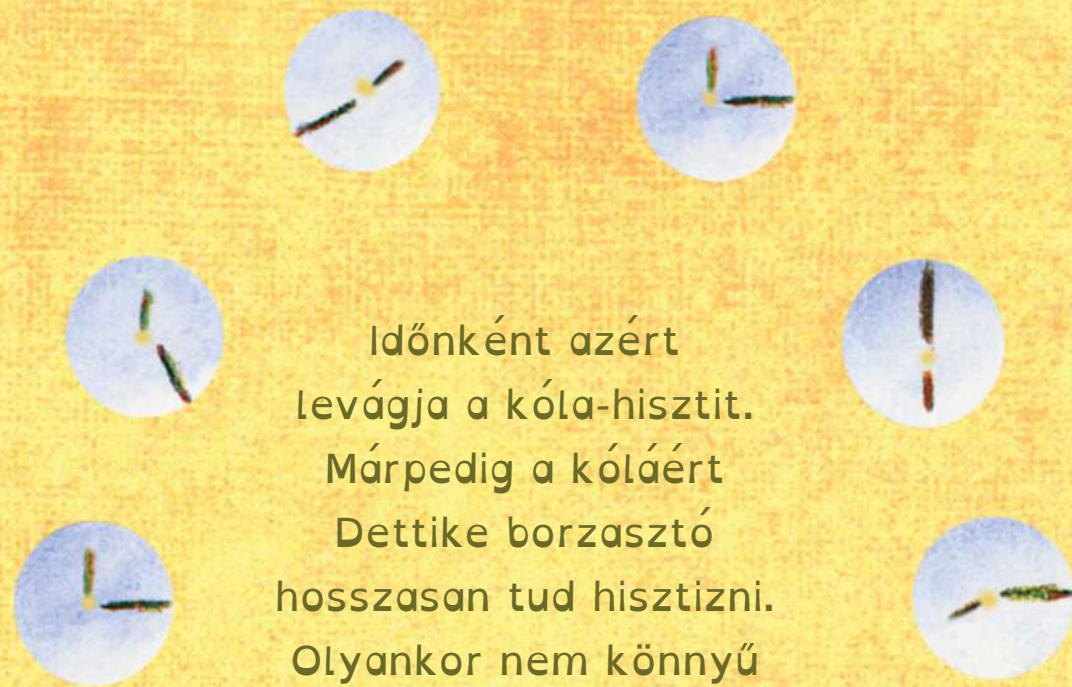 Időnként azért
levágja a kóla-hisztit.
Márpedig a kóláért
Dettike borzasztó
hosszasan tud hisztizni.
Olyankor nem könnyű